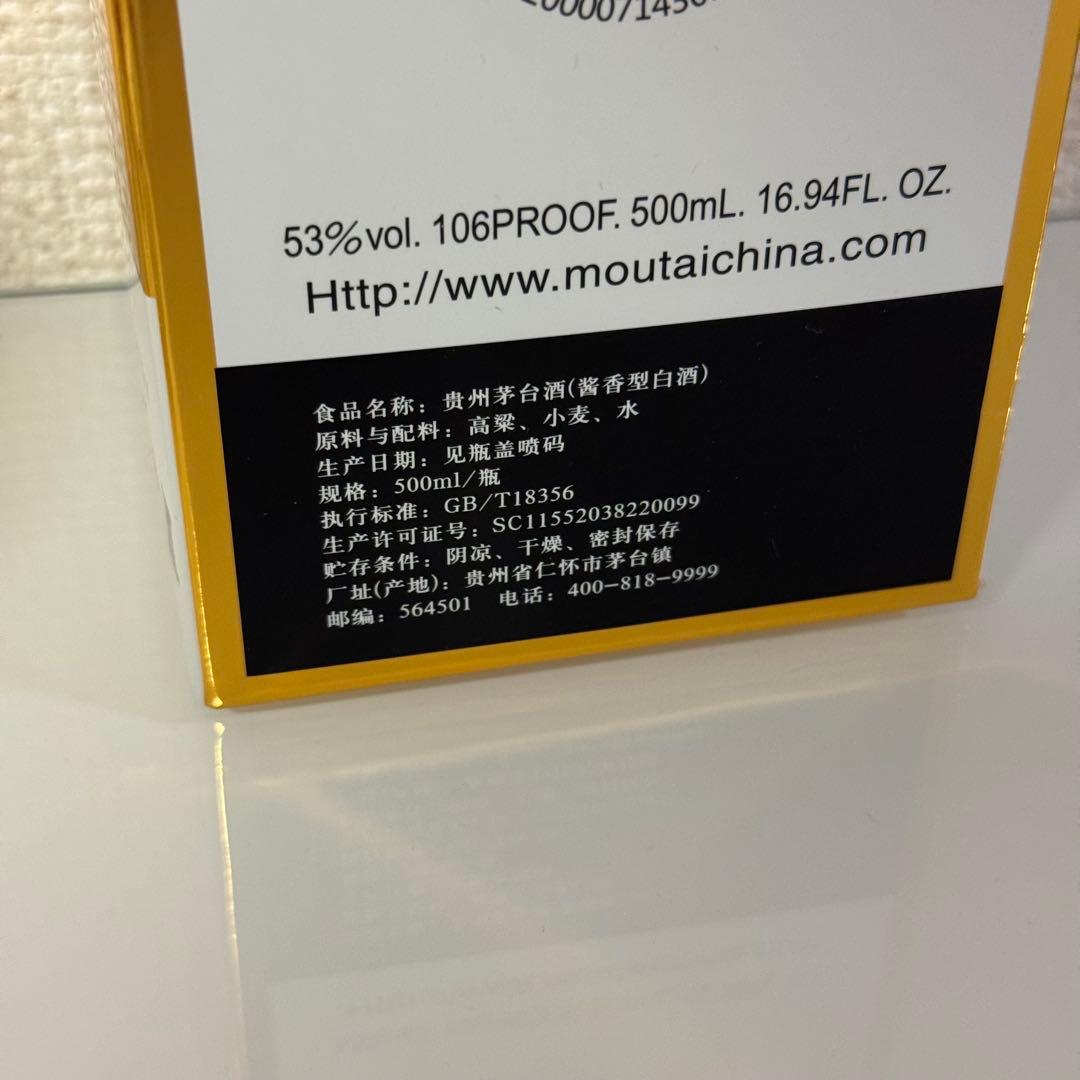 53%vol. 106PROOF. 500mL. 16.94FL. OZ.
Http://www.moutaichina.com
食品名称：贵州茅台酒(酱香型白酒)
原料与配料：高粱、小麦、水
生产日期：见瓶盖喷码
规格：500ml/瓶
执行标准：GB/T18356
生产许可证号：SC11552038220099
贮存条件：阴凉、干燥、密封保存
厂址(产地)：贵州省仁怀市茅台镇
邮编：564501 电话：400-818-9999